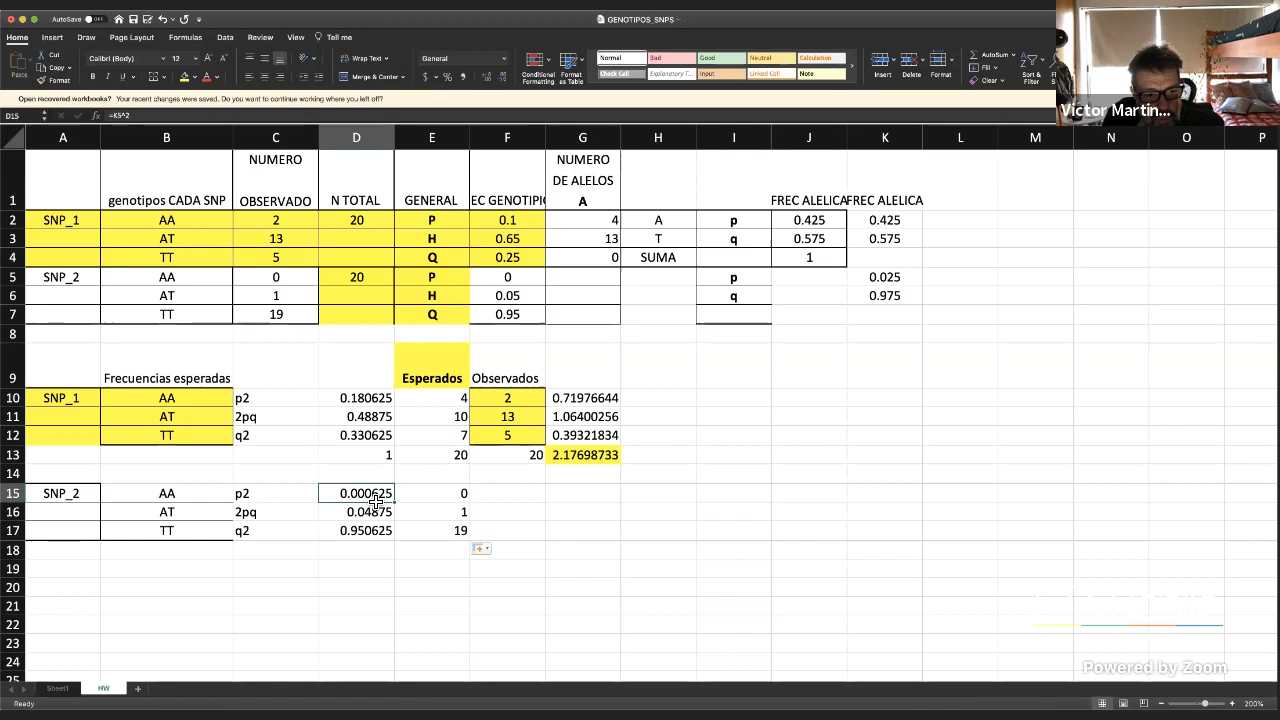 AutoSave OFF
GENOTIPOS_SNPS
Home Insert Draw Page Layout Formulas Data Review View Tell me
Paste
Cut
Copy
Format
Calibri (Body) 12
B I U
Wrap Text
Merge & Center
General
Conditional Formatting
Format as Table
Normal Bad Good Neutral Calculation
Check Cell Explanatory T... Input Linked Cell Note
Insert Delete Format
AutoSum
Fill
Clear
Sort & Filter
Open recovered workbooks? Your recent changes were saved. Do you want to continue working where you left off?
Victor Martin...
D15 fx =K5^2
A B C D E F G H I J K L M N O P
NUMERO NUMERO
DE ALELOS
1 genotipos CADA SNP OBSERVADO N TOTAL GENERAL EC GENOTIPI A FREC ALELICA FREC ALELICA
2 SNP_1 AA 2 20 P 0.1 4 A p 0.425 0.425
3 AT 13 H 0.65 13 T q 0.575 0.575
4 TT 5 Q 0.25 0 SUMA 1
5 SNP_2 AA 0 20 P 0 p 0.025
6 AT 1 H 0.05 q 0.975
7 TT 19 Q 0.95
8
9 Frecuencias esperadas Esperados Observados
10 SNP_1 AA p2 0.180625 4 2 0.71976644
11 AT 2pq 0.48875 10 13 1.06400256
12 TT q2 0.330625 7 5 0.39321834
13 1 20 20 2.17698733
14
15 SNP_2 AA p2 0.000625 0
16 AT 2pq 0.04875 1
17 TT q2 0.950625 19
18
19
20
21
22
23
24
25
Powered by Zoom
Sheet1 HW +
Ready 200%